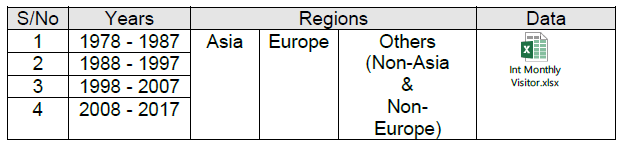 S/No Years Regions Data
1 1978 - 1987 Asia Europe Others
2 1988 - 1997 (Non-Asia
3 1998 - 2007 &
4 2008 - 2017 Non-
Europe)
Int Monthly
Visitor.xlsx